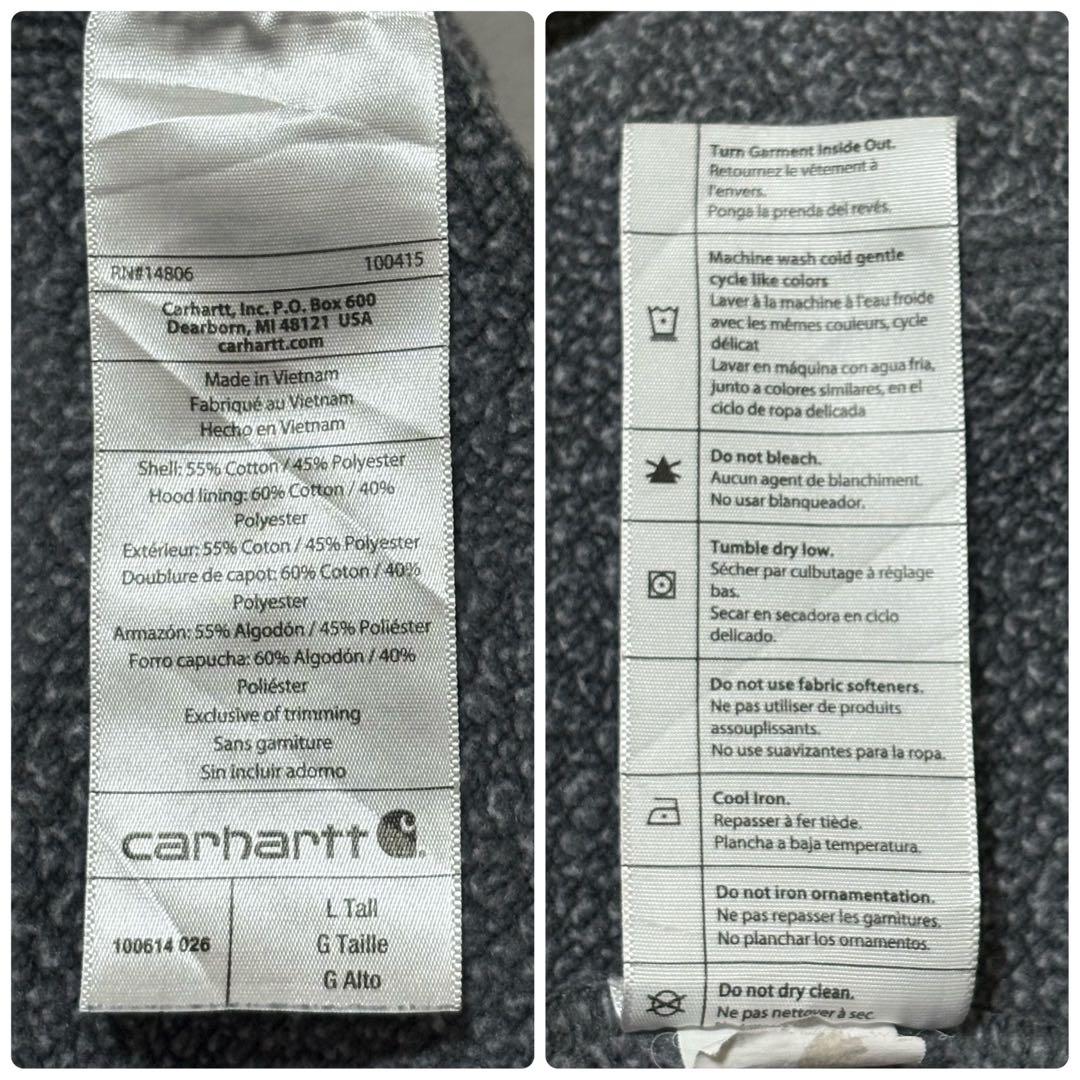 RN#14806 100415
Carhartt, Inc. P.O. Box 600
Dearborn, MI 48121 USA
carhartt.com
Made in Vietnam
Fabriqué au Vietnam
Hecho en Vietnam
Shell: 55% Cotton / 45% Polyester
Hood lining: 60% Cotton / 40%
Polyester
Extérieur: 55% Coton / 45% Polyester
Doublure de capot: 60% Coton / 40%
Polyester
Armazón: 55% Algodón / 45% Poliéster
Forro capucha: 60% Algodón / 40%
Poliéster
Exclusive of trimming
Sans garniture
Sin incluir adorno
carhartt
100614 026
L Tall
G Taille
G Alto
Turn Garment Inside Out.
Retournez le vêtement à
l'envers.
Ponga la prenda del revés.
Machine wash cold gentle
cycle like colors
Laver à la machine à l'eau froide
avec les mêmes couleurs, cycle
délicat
Lavar en máquina con agua fria,
junto a colores similares, en el
ciclo de ropa delicada
Do not bleach.
Aucun agent de blanchiment.
No usar blanqueador.
Tumble dry low.
Sécher par culbutage à réglage
bas.
Secar en secadora en ciclo
delicado.
Do not use fabric softeners.
Ne pas utiliser de produits
assouplissants.
No use suavizantes para la ropa.
Cool Iron.
Repasser à fer tiède.
Plancha a baja temperatura.
Do not iron ornamentation.
Ne pas repasser les garnitures.
No planchar los ornamentos.
Do not dry clean.
Ne pas nettoyer à sec